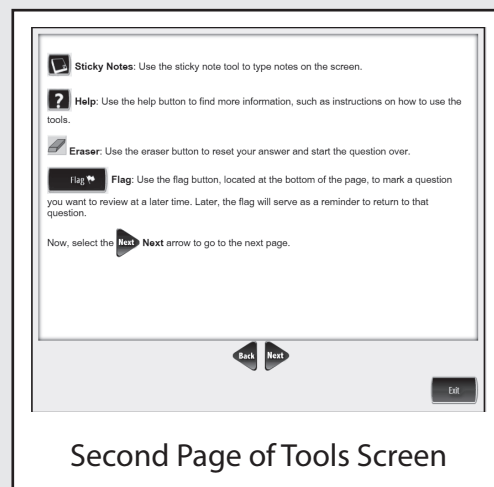 Sticky Notes: Use the sticky note tool to type notes on the screen.
Help: Use the help button to find more information, such as instructions on how to use the
tools.
Eraser: Use the eraser button to reset your answer and start the question over.
Flag Flag: Use the flag button, located at the bottom of the page, to mark a question
you want to review at a later time. Later, the flag will serve as a reminder to return to that
question.
Now, select the Next Next arrow to go to the next page.
Back Next
Exit
Second Page of Tools Screen